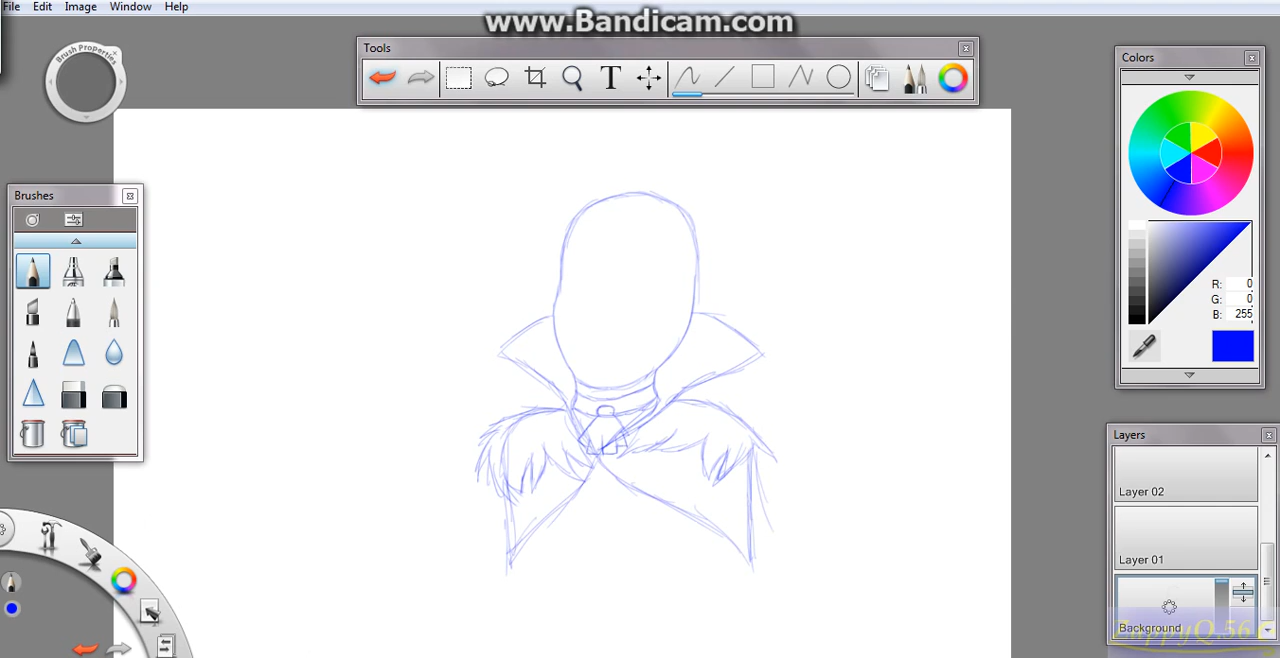 www.Bandicam.com
File Edit Image Window Help
Tools
T
Brush Properties
Colors
R: 0
G: 0
B: 255
Brushes
Layers
Layer 02
Layer 01
Background